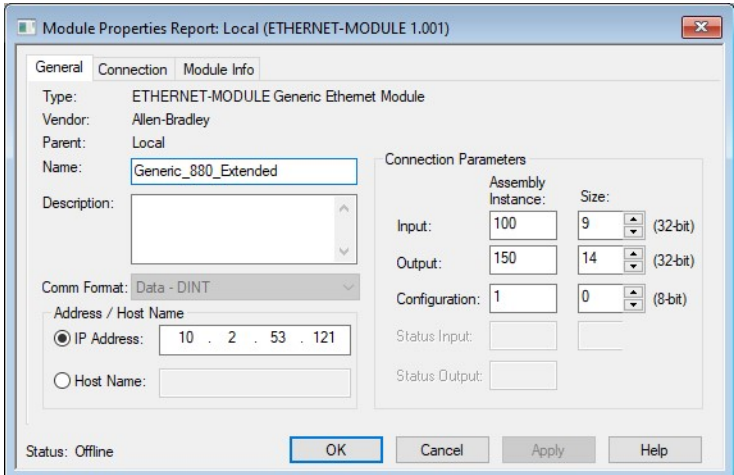 Module Properties Report: Local (ETHERNET-MODULE 1.001)
General Connection Module Info
Type: ETHERNET-MODULE Generic Ethernet Module
Vendor: Allen-Bradley
Parent: Local
Name: Generic_880_Extended
Description:
Comm Format: Data - DINT
Address / Host Name
IP Address: 10 . 2 . 53 . 121
Host Name:
Connection Parameters
Assembly Instance: Size:
Input: 100 9 (32-bit)
Output: 150 14 (32-bit)
Configuration: 1 0 (8-bit)
Status Input:
Status Output:
Status: Offline OK Cancel Apply Help